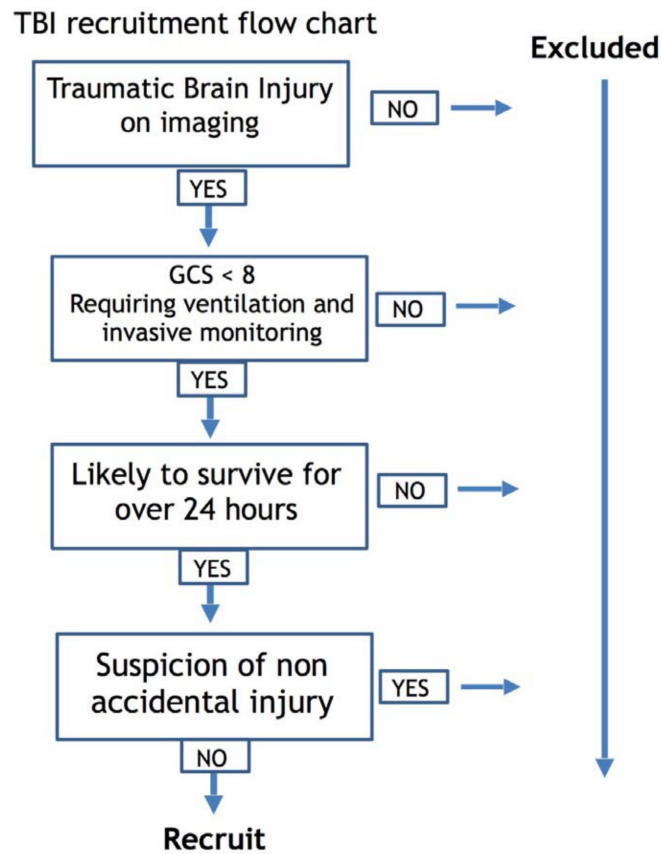 TBI recruitment flow chart
Excluded
Traumatic Brain Injury
on imaging
NO
YES
GCS < 8
Requiring ventilation and
invasive monitoring
NO
YES
Likely to survive for
over 24 hours
NO
YES
Suspicion of non
accidental injury
YES
NO
Recruit